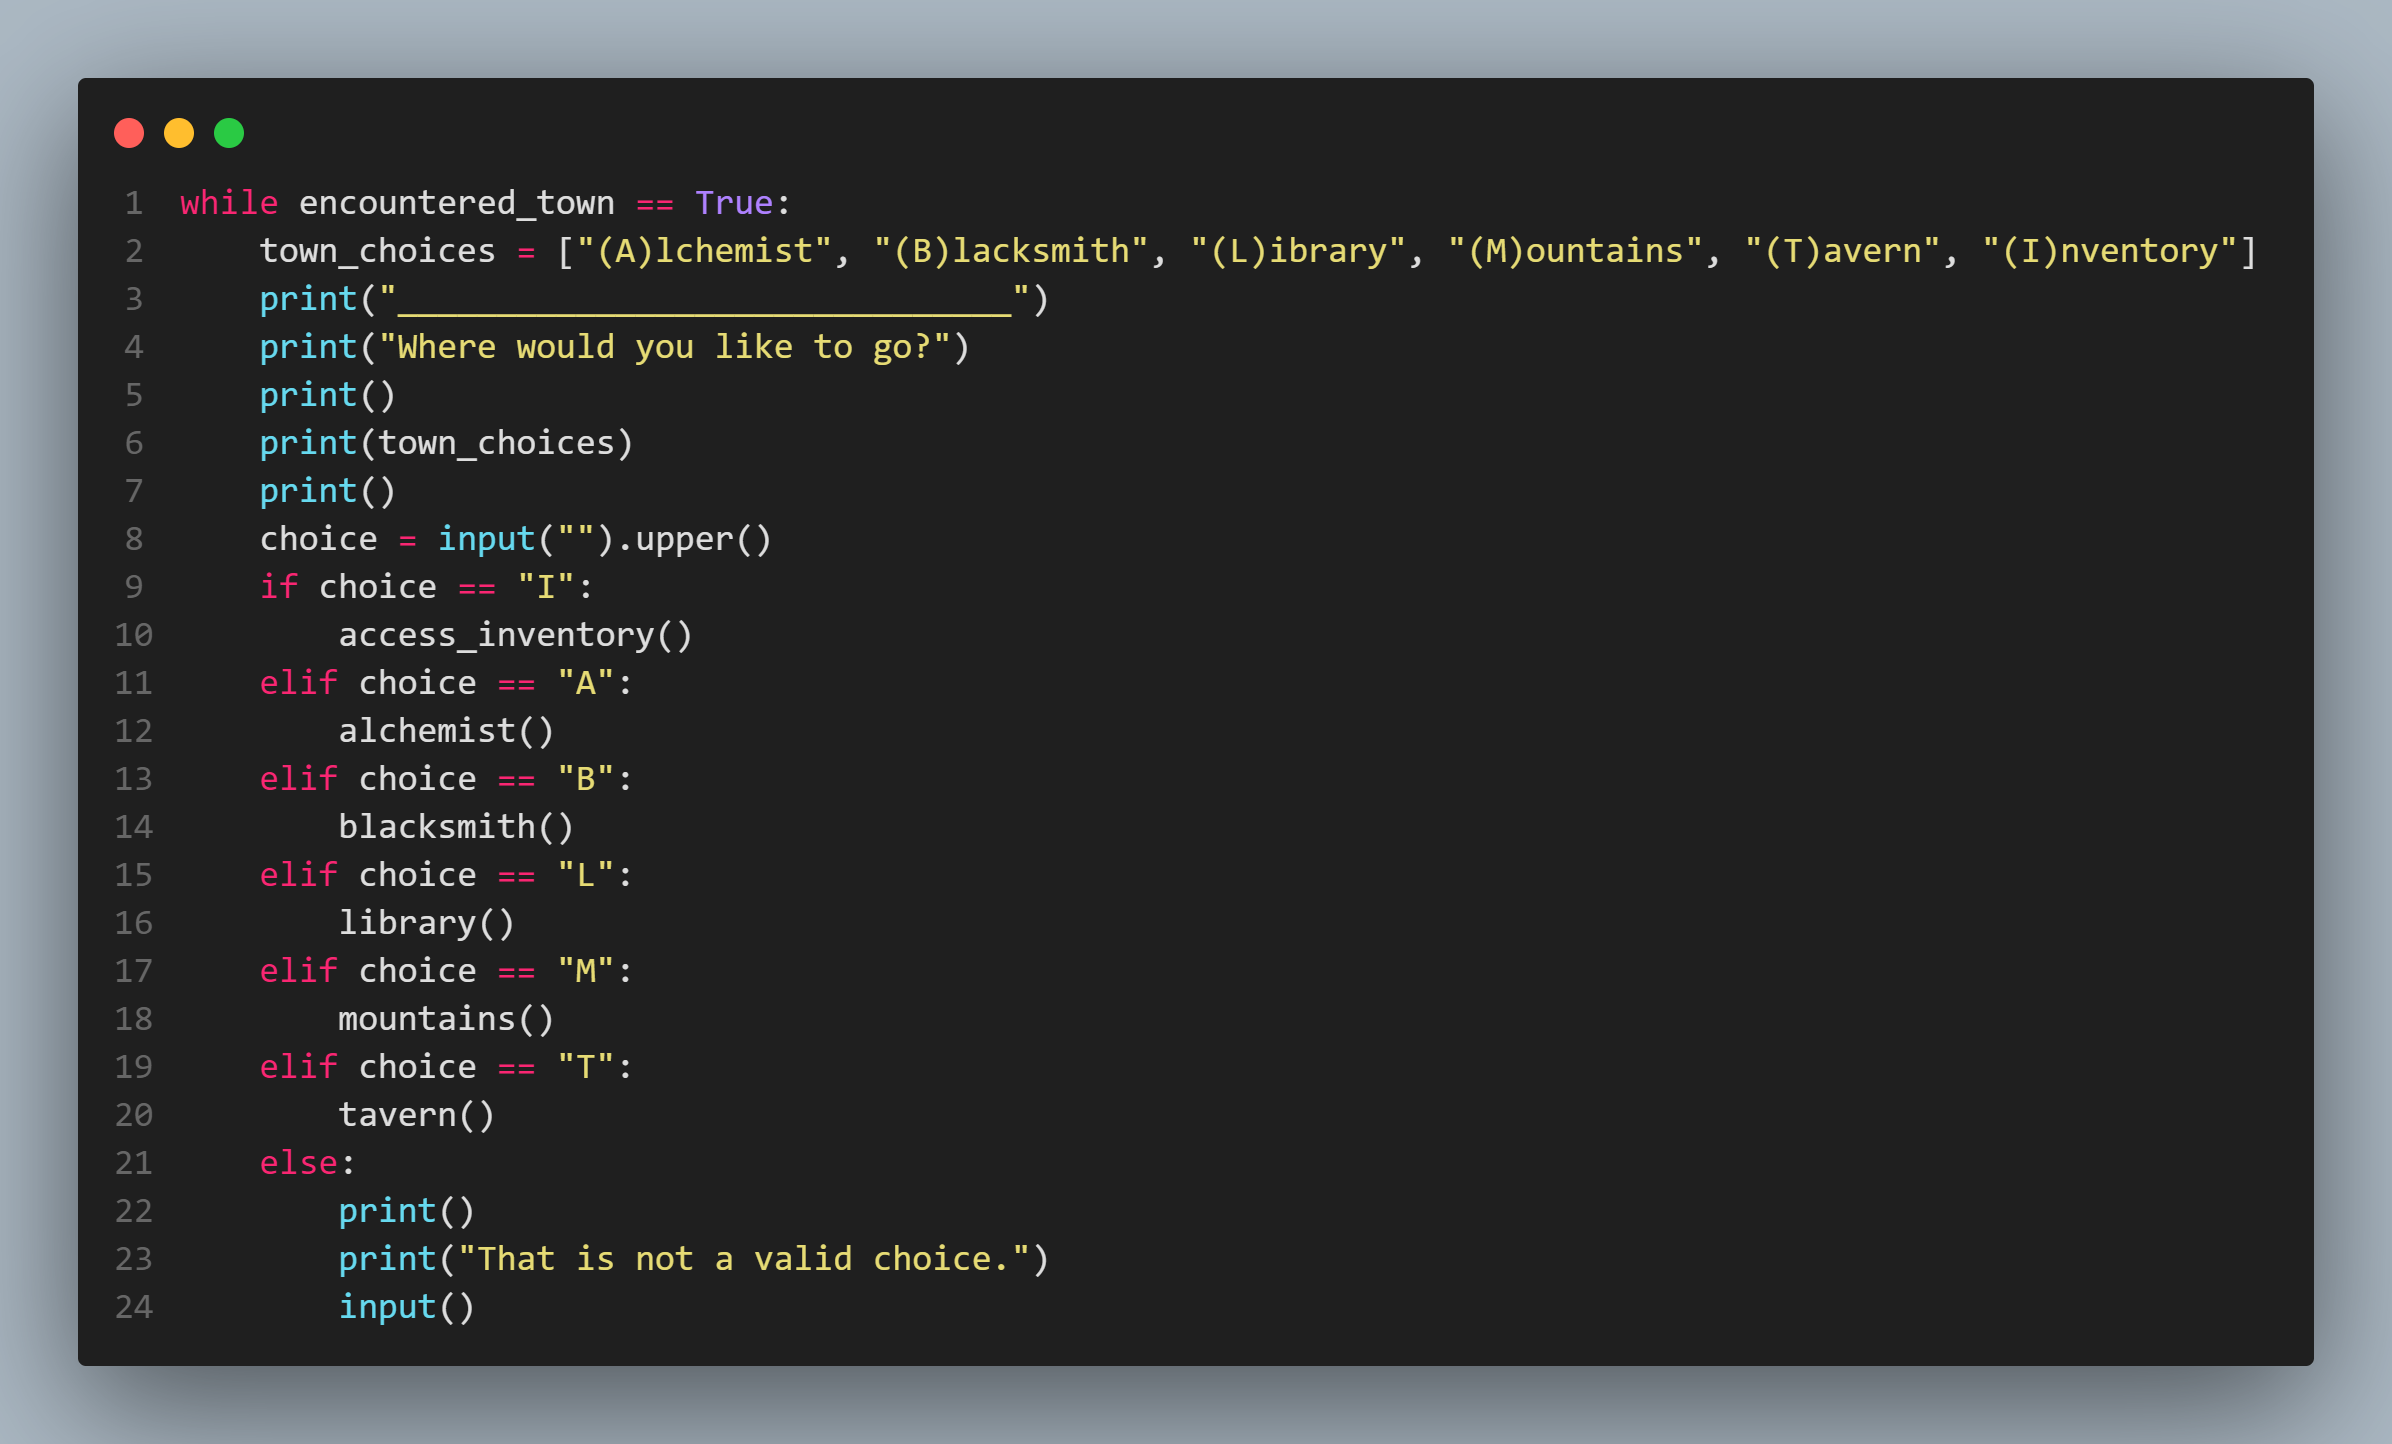 1 while encountered_town == True:
2     town_choices = ["(A)lchemist", "(B)lacksmith", "(L)ibrary", "(M)ountains", "(T)avern", "(I)nventory"]
3     print("_______________________________")
4     print("Where would you like to go?")
5     print()
6     print(town_choices)
7     print()
8     choice = input("").upper()
9     if choice == "I":
10         access_inventory()
11     elif choice == "A":
12         alchemist()
13     elif choice == "B":
14         blacksmith()
15     elif choice == "L":
16         library()
17     elif choice == "M":
18         mountains()
19     elif choice == "T":
20         tavern()
21     else:
22         print()
23         print("That is not a valid choice.")
24         input()